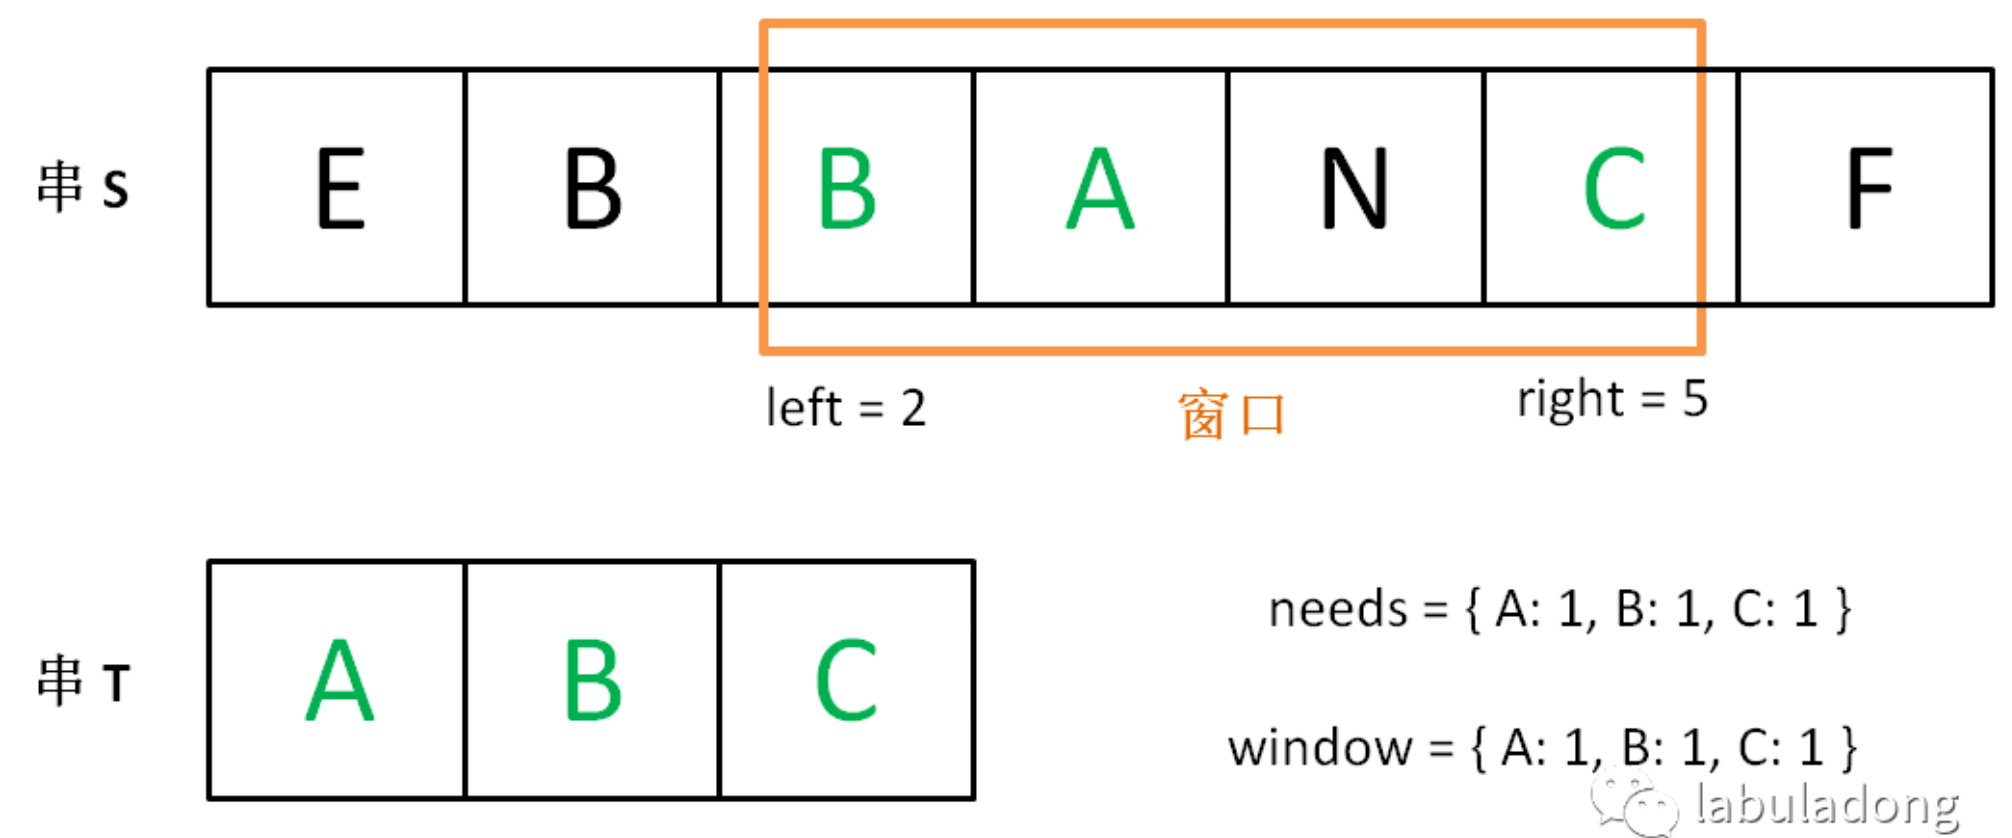 串 S E B B A N C F
left = 2 窗口 right = 5
串 T A B C
needs = { A: 1, B: 1, C: 1 }
window = { A: 1, B: 1, C: 1 }
labuladong